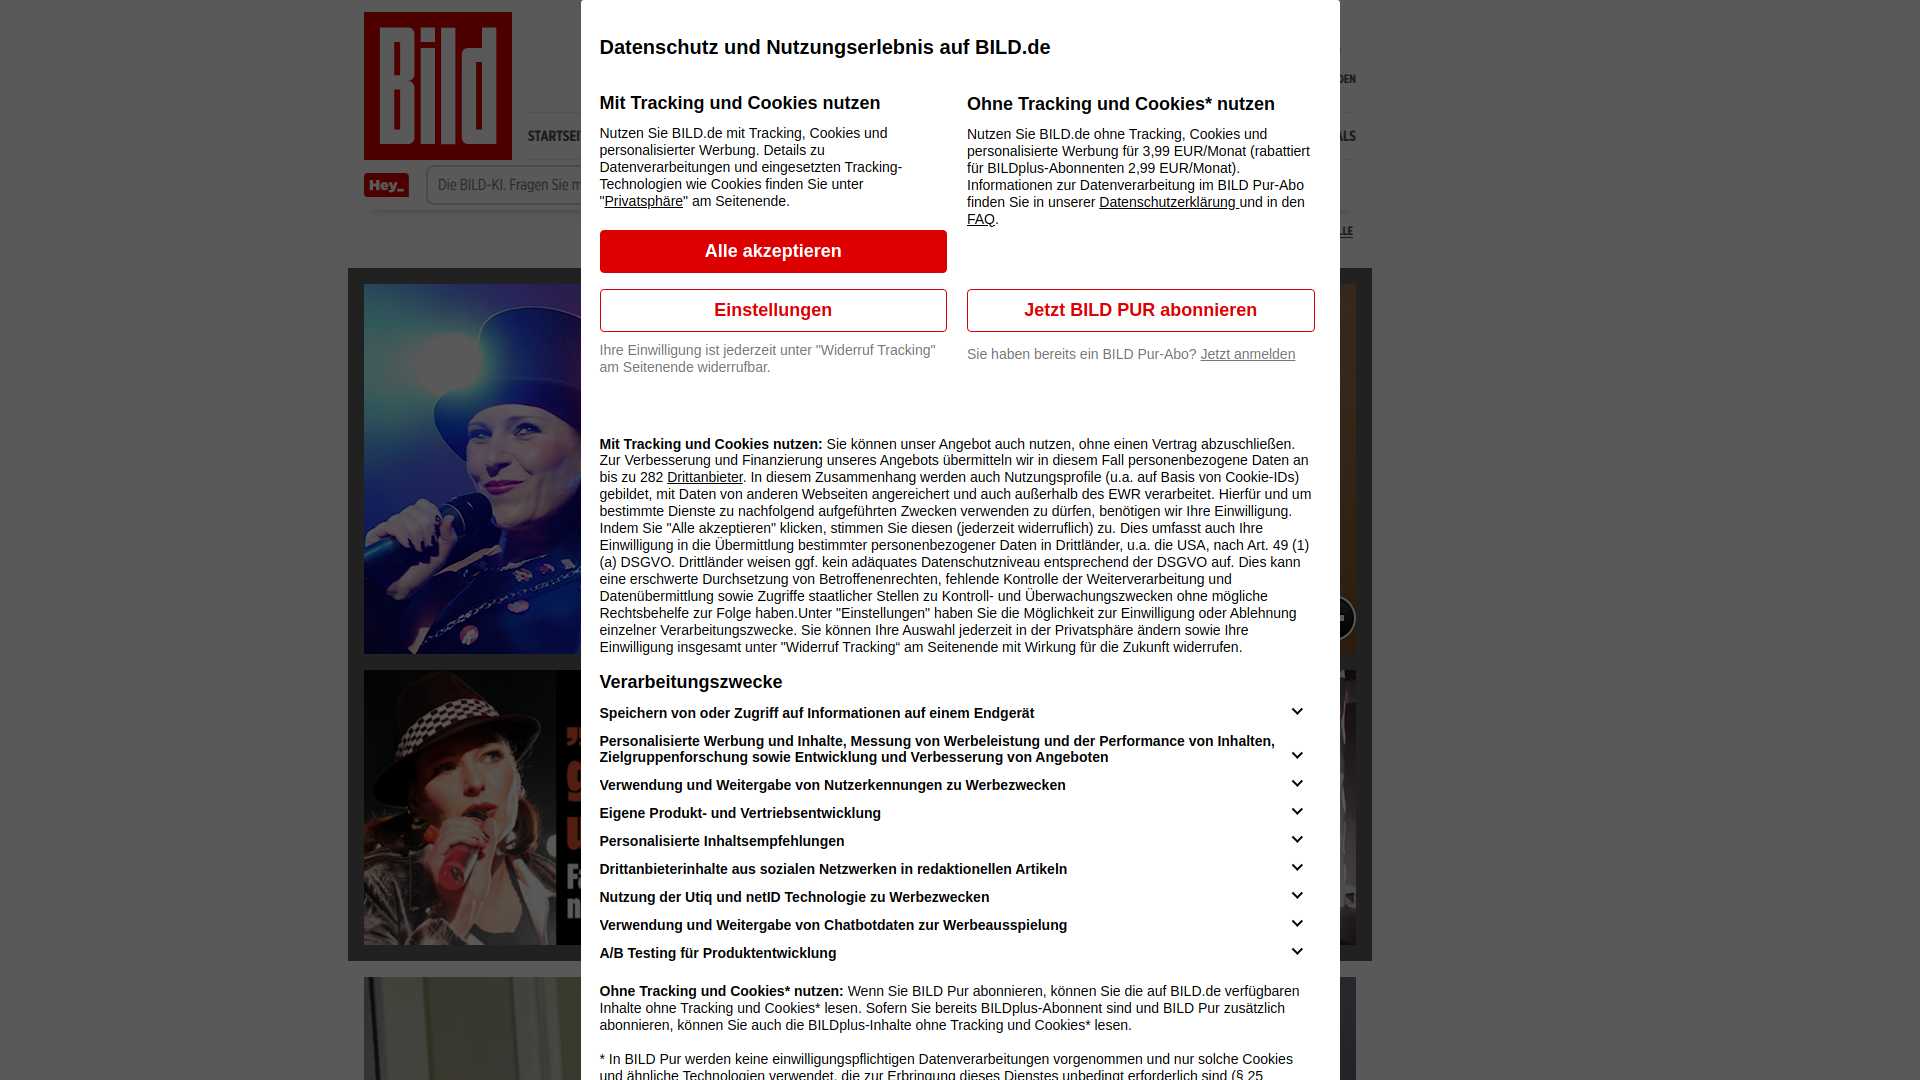 Bild
Datenschutz und Nutzungserlebnis auf BILD.de
DEN
Mit Tracking und Cookies nutzen
Nutzen Sie BILD.de mit Tracking, Cookies und
personalisierter Werbung. Details zu
Datenverarbeitungen und eingesetzten Tracking-
Technologien wie Cookies finden Sie unter
"Privatsphäre" am Seitenende.
Alle akzeptieren
Einstellungen
Ihre Einwilligung ist jederzeit unter "Widerruf Tracking"
am Seitenende widerrufbar.
Ohne Tracking und Cookies* nutzen
Nutzen Sie BILD.de ohne Tracking, Cookies und
personalisierte Werbung für 3,99 EUR/Monat (rabattiert
für BILDplus-Abonnenten 2,99 EUR/Monat).
Informationen zur Datenverarbeitung im BILD Pur-Abo
finden Sie in unserer Datenschutzerklärung und in den
FAQ.
Jetzt BILD PUR abonnieren
Sie haben bereits ein BILD Pur-Abo? Jetzt anmelden
STARTSEI
ALS
Hey_
Die BILD-KI. Fragen Sie m
LLE
Mit Tracking und Cookies nutzen: Sie können unser Angebot auch nutzen, ohne einen Vertrag abzuschließen.
Zur Verbesserung und Finanzierung unseres Angebots übermitteln wir in diesem Fall personenbezogene Daten an
bis zu 282 Drittanbieter. In diesem Zusammenhang werden auch Nutzungsprofile (u.a. auf Basis von Cookie-IDs)
gebildet, mit Daten von anderen Webseiten angereichert und auch außerhalb des EWR verarbeitet. Hierfür und um
bestimmte Dienste zu nachfolgend aufgeführten Zwecken verwenden zu dürfen, benötigen wir Ihre Einwilligung.
Indem Sie "Alle akzeptieren" klicken, stimmen Sie diesen (jederzeit widerruflich) zu. Dies umfasst auch Ihre
Einwilligung in die Übermittlung bestimmter personenbezogener Daten in Drittländer, u.a. die USA, nach Art. 49 (1)
(a) DSGVO. Drittländer weisen ggf. kein adäquates Datenschutzniveau entsprechend der DSGVO auf. Dies kann
eine erschwerte Durchsetzung von Betroffenenrechten, fehlende Kontrolle der Weiterverarbeitung und
Datenübermittlung sowie Zugriffe staatlicher Stellen zu Kontroll- und Überwachungszwecken ohne mögliche
Rechtsbehelfe zur Folge haben.Unter "Einstellungen" haben Sie die Möglichkeit zur Einwilligung oder Ablehnung
einzelner Verarbeitungszwecke. Sie können Ihre Auswahl jederzeit in der Privatsphäre ändern sowie Ihre
Einwilligung insgesamt unter "Widerruf Tracking“ am Seitenende mit Wirkung für die Zukunft widerrufen.
Verarbeitungszwecke
Speichern von oder Zugriff auf Informationen auf einem Endgerät
Personalisierte Werbung und Inhalte, Messung von Werbeleistung und der Performance von Inhalten,
Zielgruppenforschung sowie Entwicklung und Verbesserung von Angeboten
Verwendung und Weitergabe von Nutzerkennungen zu Werbezwecken
Eigene Produkt- und Vertriebsentwicklung
Personalisierte Inhaltsempfehlungen
Drittanbieterinhalte aus sozialen Netzwerken in redaktionellen Artikeln
Nutzung der Utiq und netID Technologie zu Werbezwecken
Verwendung und Weitergabe von Chatbotdaten zur Werbeausspielung
A/B Testing für Produktentwicklung
Ohne Tracking und Cookies* nutzen: Wenn Sie BILD Pur abonnieren, können Sie die auf BILD.de verfügbaren
Inhalte ohne Tracking und Cookies* lesen. Sofern Sie bereits BILDplus-Abonnent sind und BILD Pur zusätzlich
abonnieren, können Sie auch die BILDplus-Inhalte ohne Tracking und Cookies* lesen.
* In BILD Pur werden keine einwilligungspflichtigen Datenverarbeitungen vorgenommen und nur solche Cookies
und ähnliche Technologien verwendet, die zur Erbringung dieses Dienstes unbedingt erforderlich sind (§ 25